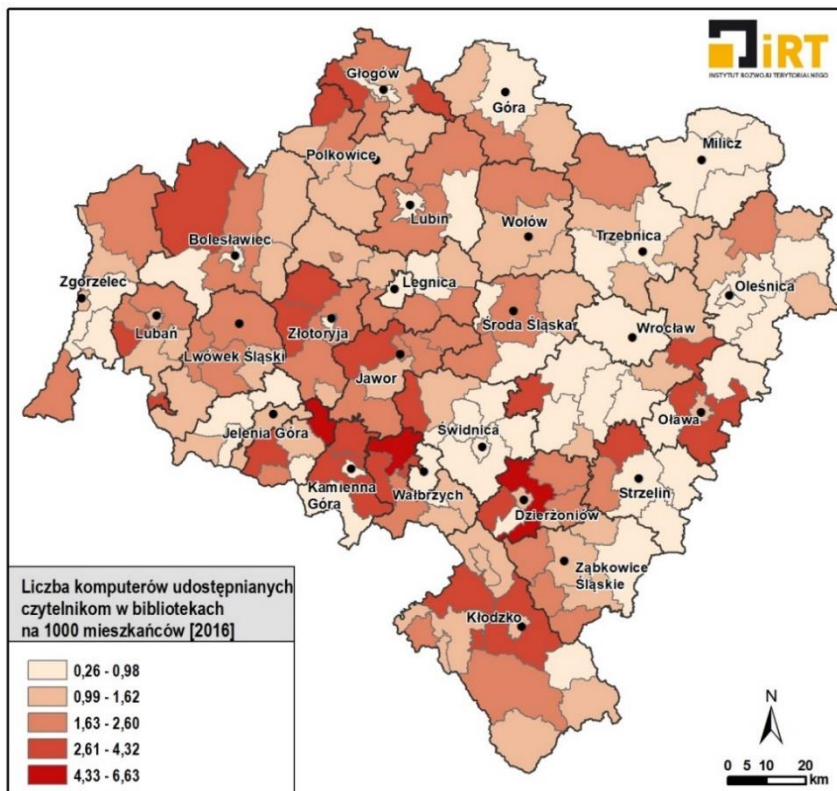 iRT
INSTYTUT ROZWOJU TERYTORIALNEGO
Głogów
Góra
Milicz
Polkowice
Lubin
Wołów
Trzebnica
Bolesławiec
Legnica
Oleśnica
Zgorzelec
Lubań
Złotoryja
Środa Śląska
Wrocław
Lwówek Śląski
Jawor
Oława
Jelenia Góra
Świdnica
Kamienna
Góra
Wałbrzych
Strzelin
Dzierżoniów
Ząbkowice
Śląskie
Kłodzko
Liczba komputerów udostępnianych
czytelnikom w bibliotekach
na 1000 mieszkańców [2016]
0,26 - 0,98
0,99 - 1,62
1,63 - 2,60
2,61 - 4,32
4,33 - 6,63
N
0 5 10 20
km